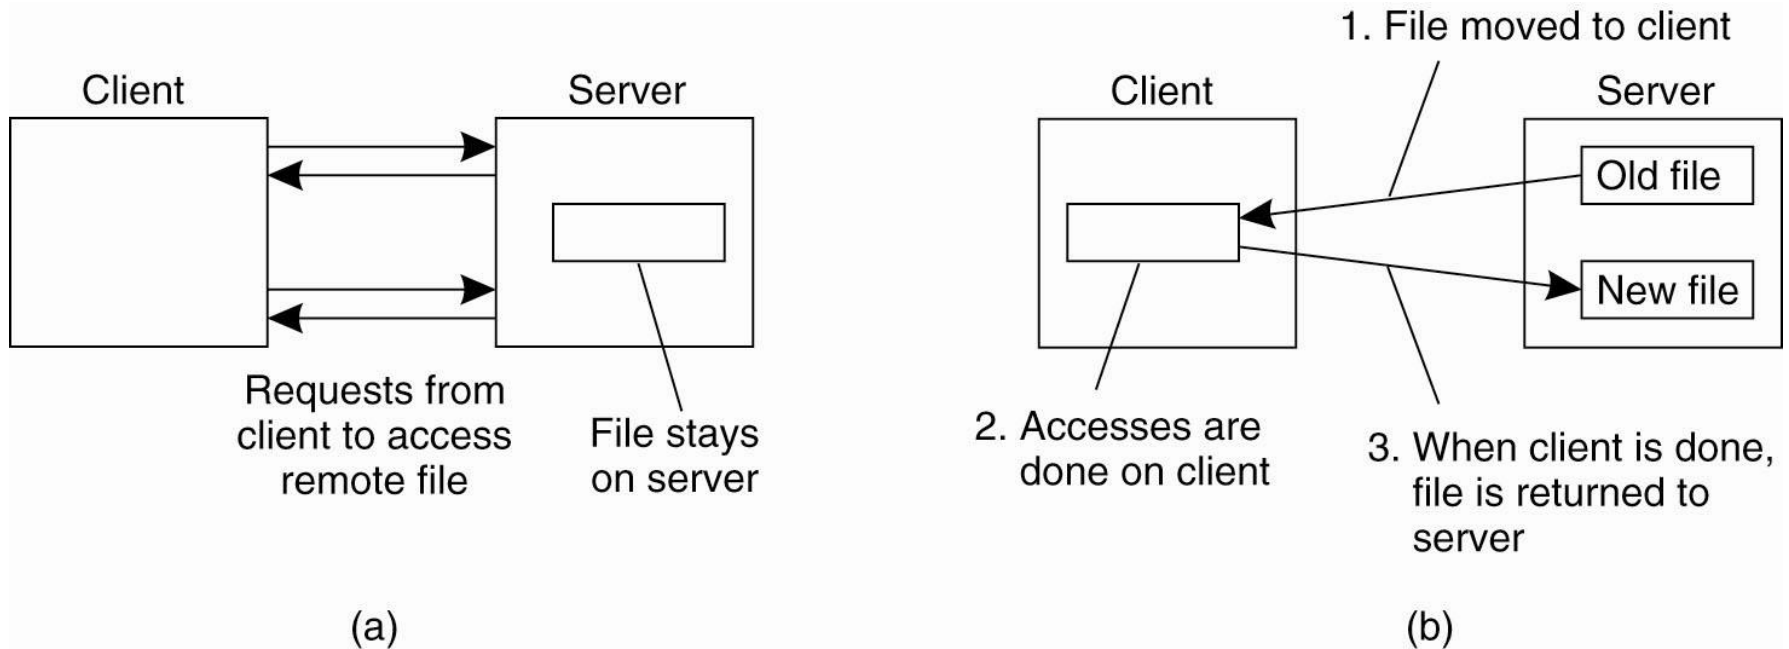 Client
Server
Requests from
client to access
remote file
File stays
on server
(a)
1. File moved to client
Client
Server
Old file
New file
2. Accesses are
done on client
3. When client is done,
file is returned to
server
(b)